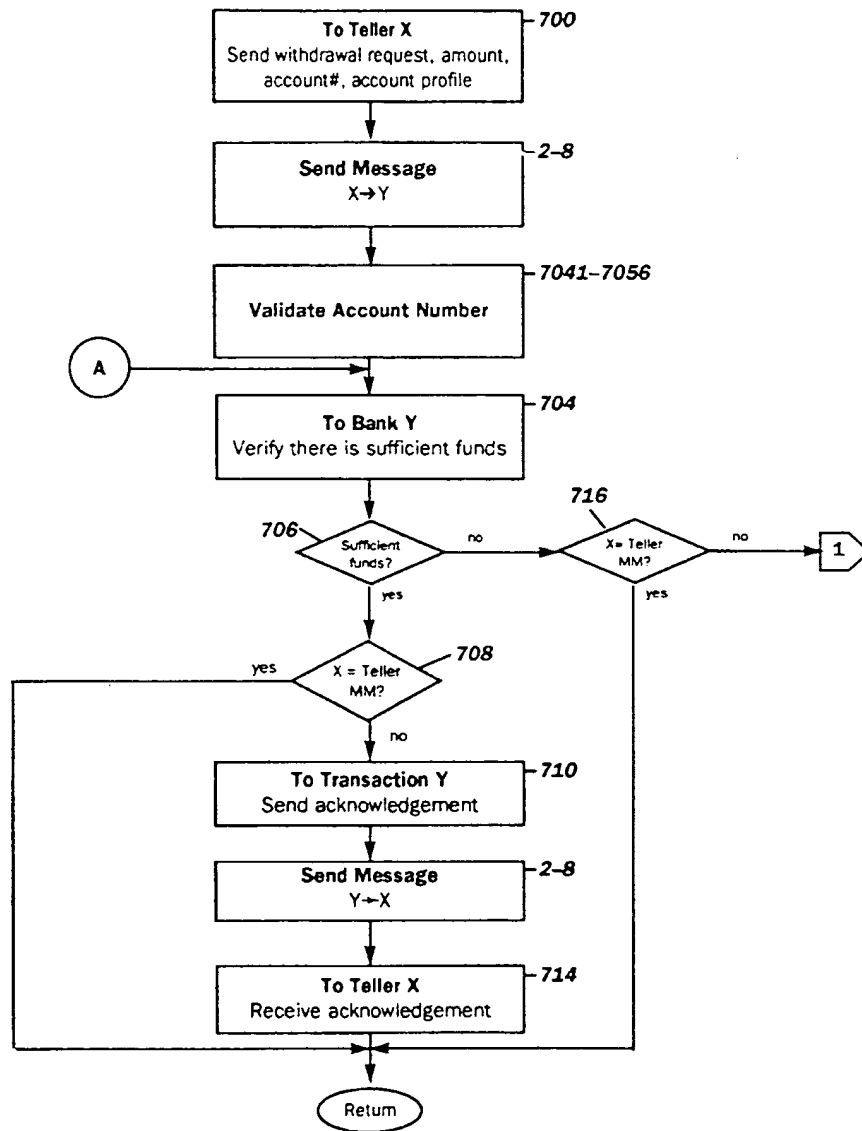 To Teller X
Send withdrawal request, amount,
account#, account profile
700
Send Message
X→Y
2-8
Validate Account Number
7041-7056
A
To Bank Y
Verify there is sufficient funds
704
706
Sufficient
funds?
no
yes
716
X= Teller
MM?
no
yes
1
708
X = Teller
MM?
yes
no
To Transaction Y
Send acknowledgement
710
Send Message
Y→X
2-8
To Teller X
Receive acknowledgement
714
Return